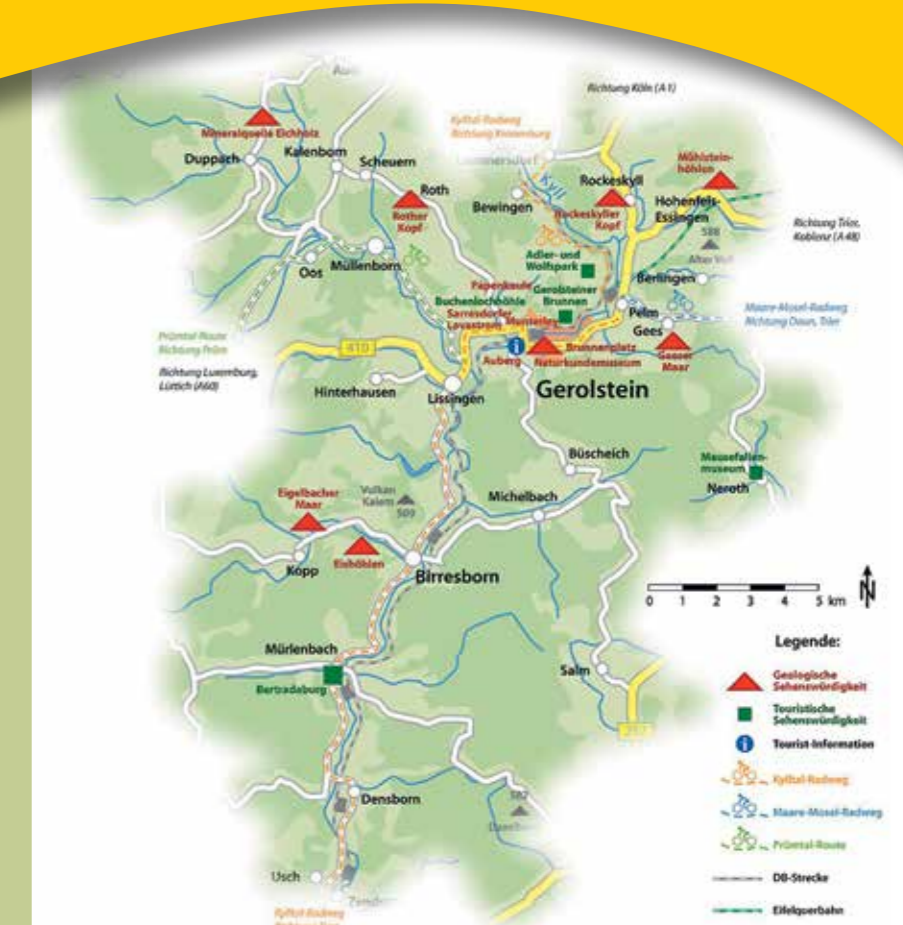 Richtung Köln (A1)
Kylltal-Radweg
Mineralquelle Eichholz
Duppach
Kalenborn
Scheuern
Roth
Rother
Kopf
Bewingen
Kyll
Rockeskyll
Rockeskyller
Kopf
Mühlstein-
höhlen
Hohenfels-
Essingen
Richtung Trier,
Koblenz (A48)
588
Berlingen
Oos
Müllenborn
Adler- und
Wolfspark
Gerolsteiner
Brunnen
Papenkaule
Buchenlochhöhle
Sarresdorfer
Lavastrom
Munterley
Pelm
Gees
Maare-Mosel-Radweg
Richtung Daun, Trier
Prümtal-Route
Richtung Prüm
Richtung Luxemburg,
Lüttich (A60)
410
Auberg
Brunnenplatz
Naturkundemuseum
Geeser
Maar
Hinterhausen
Lissingen
Gerolstein
Büscheich
Mausefallen-
museum
Neroth
Eigelbacher
Maar
Vulkan
Kalem
509
Michelbach
Kopp
Eishöhlen
Birresborn
N
0 1 2 3 4 5 km
Mürlenbach
Bertradaburg
Salm
257
Legende:
Geologische
Sehenswürdigkeit
Touristische
Sehenswürdigkeit
i Tourist-Information
Kylltal-Radweg
Maare-Mosel-Radweg
Prümtal-Route
DB-Strecke
Eifelquerbahn
Densborn
582
Usch
Kylltal-Radweg